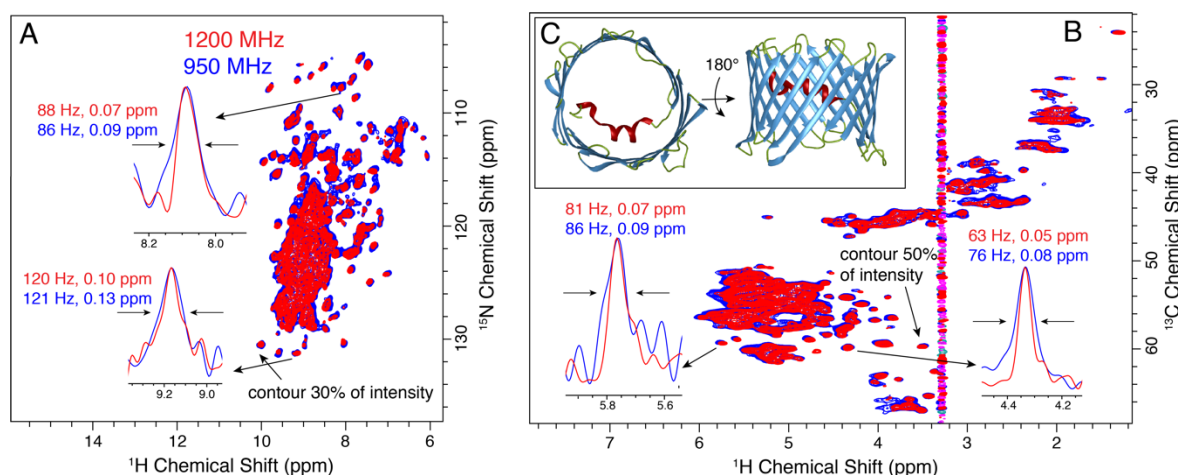 A
1200 MHz
950 MHz
88 Hz, 0.07 ppm
86 Hz, 0.09 ppm
8.2 8.0
120 Hz, 0.10 ppm
121 Hz, 0.13 ppm
9.2 9.0
contour 30% of intensity
110
120
130
¹⁵N Chemical Shift (ppm)
14 12 10 8 6
¹H Chemical Shift (ppm)
C
180°
B
81 Hz, 0.07 ppm
86 Hz, 0.09 ppm
5.8 5.6
contour 50%
of intensity
63 Hz, 0.05 ppm
76 Hz, 0.08 ppm
4.4 4.2
30
40
50
60
¹³C Chemical Shift (ppm)
7 6 5 4 3 2
¹H Chemical Shift (ppm)